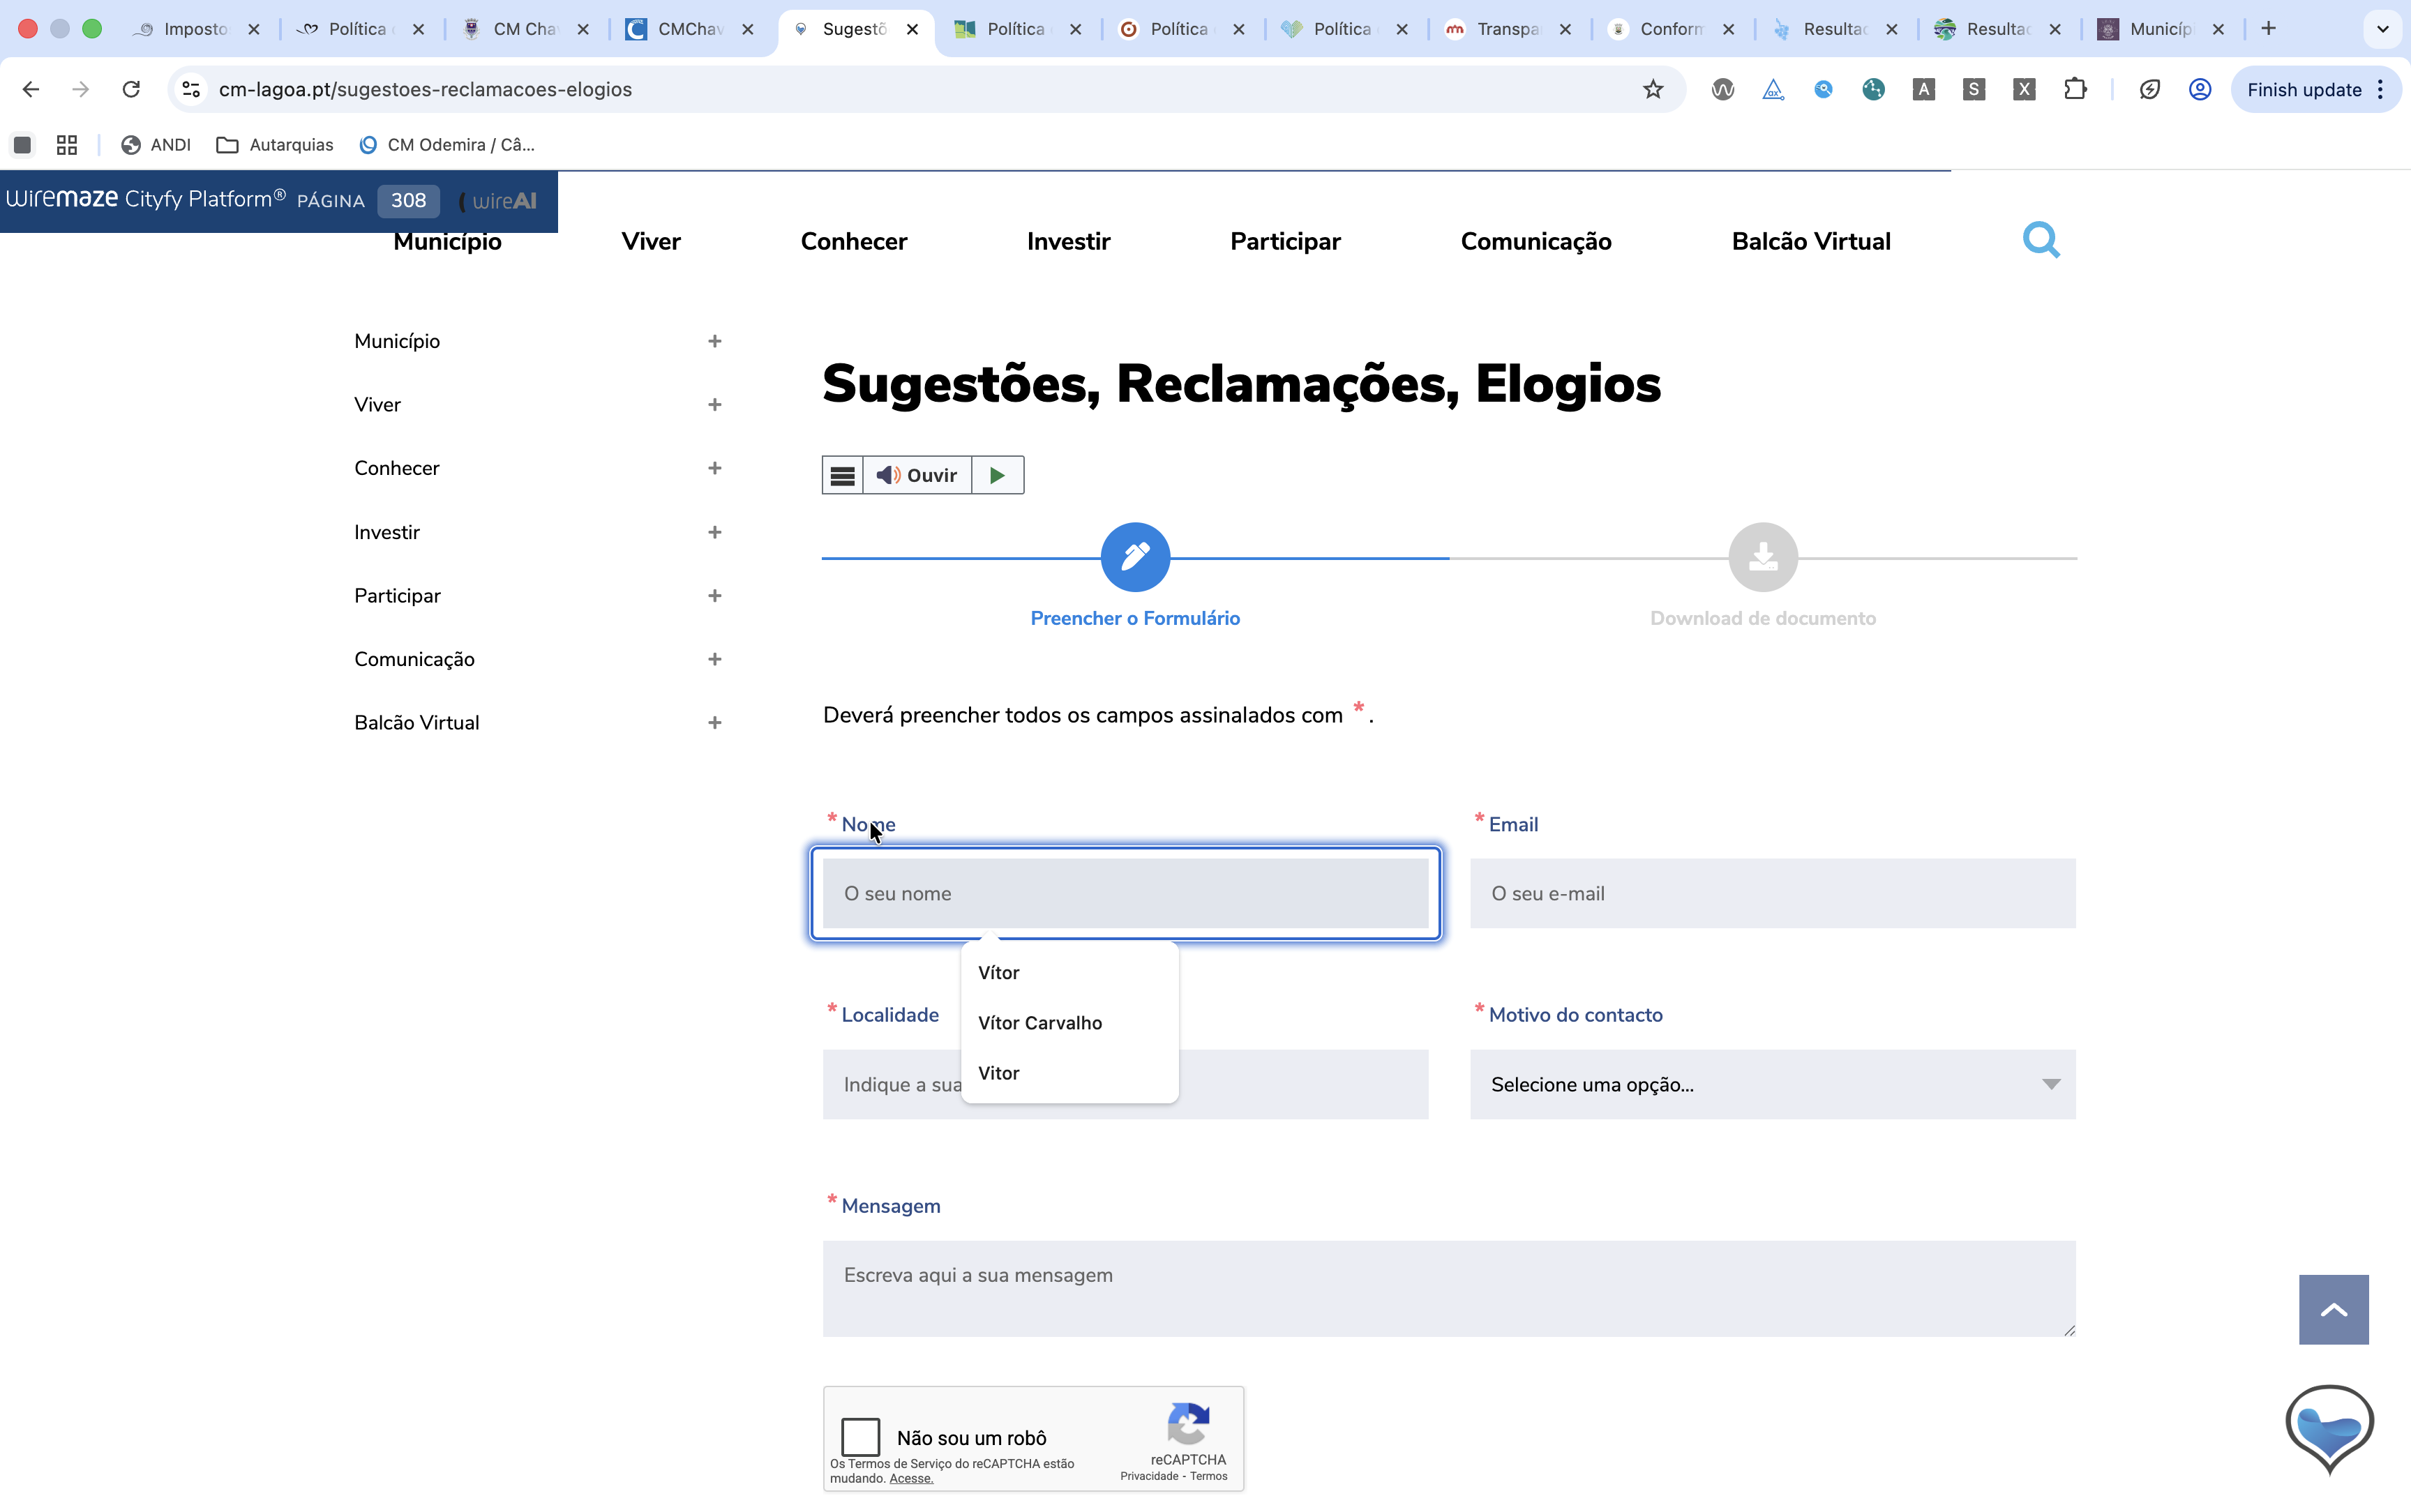 Imposto
Política
CM Cha
CMChav
Sugestõ
Política
Política
Política
Transpa
Conform
Resultad
Resultad
Municíp
cm-lagoa.pt/sugestoes-reclamacoes-elogios
A
S
X
Finish update
ANDI
Autarquias
CM Odemira / Câ...
wiremaze Cityfy Platform® PÁGINA 308 wireAI
Município
Viver
Conhecer
Investir
Participar
Comunicação
Balcão Virtual
Município +
Viver +
Conhecer +
Investir +
Participar +
Comunicação +
Balcão Virtual +
Sugestões, Reclamações, Elogios
Ouvir
Preencher o Formulário
Download de documento
Deverá preencher todos os campos assinalados com * .
* Nome
O seu nome
* Email
O seu e-mail
Vítor
Vítor Carvalho
Vitor
* Localidade
Indique a sua
* Motivo do contacto
Selecione uma opção...
* Mensagem
Escreva aqui a sua mensagem
Não sou um robô
reCAPTCHA
Os Termos de Serviço do reCAPTCHA estão
mudando. Acesse.
Privacidade - Termos